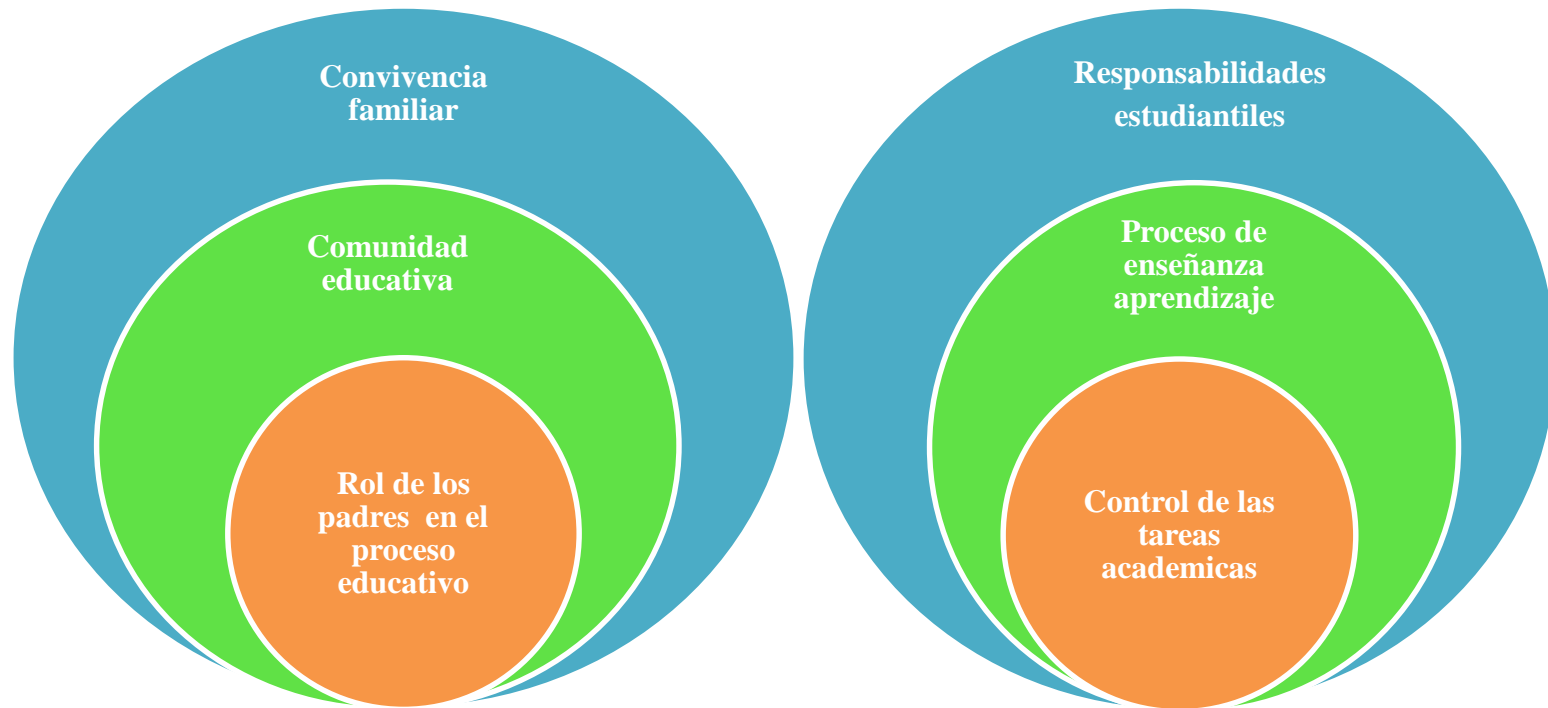 Convivencia
familiar
Comunidad
educativa
Rol de los
padres  en el
proceso
educativo
Responsabilidades
estudiantiles
Proceso de
enseñanza
aprendizaje
Control de las
tareas
academicas